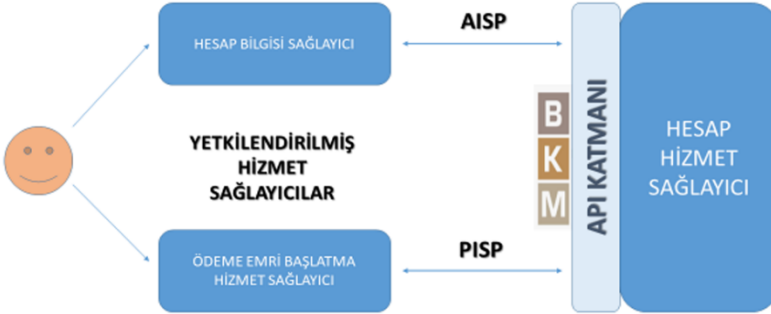 HESAP BİLGİSİ SAĞLAYICI
AISP
YETKİLENDİRİLMİŞ
HİZMET
SAĞLAYICILAR
B
K
M
API KATMANI
HESAP
HİZMET
SAĞLAYICI
ÖDEME EMRİ BAŞLATMA
HİZMET SAĞLAYICI
PISP